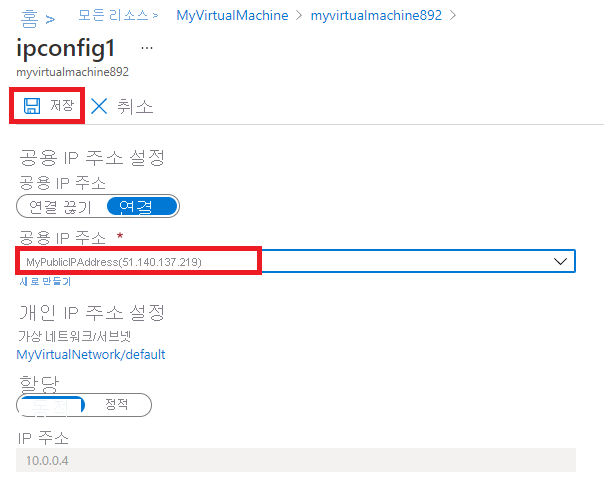 홈 > 모든 리소스 > MyVirtualMachine > myvirtualmachine892 >
ipconfig1 ...
myvirtualmachine892
저장 취소
공용 IP 주소 설정
공용 IP 주소
연결 끊기 연결
공용 IP 주소 *
MyPublicIPAddress(51.140.137.219)
새로 만들기
개인 IP 주소 설정
가상 네트워크/서브넷
MyVirtualNetwork/default
할당
정적
IP 주소
10.0.0.4